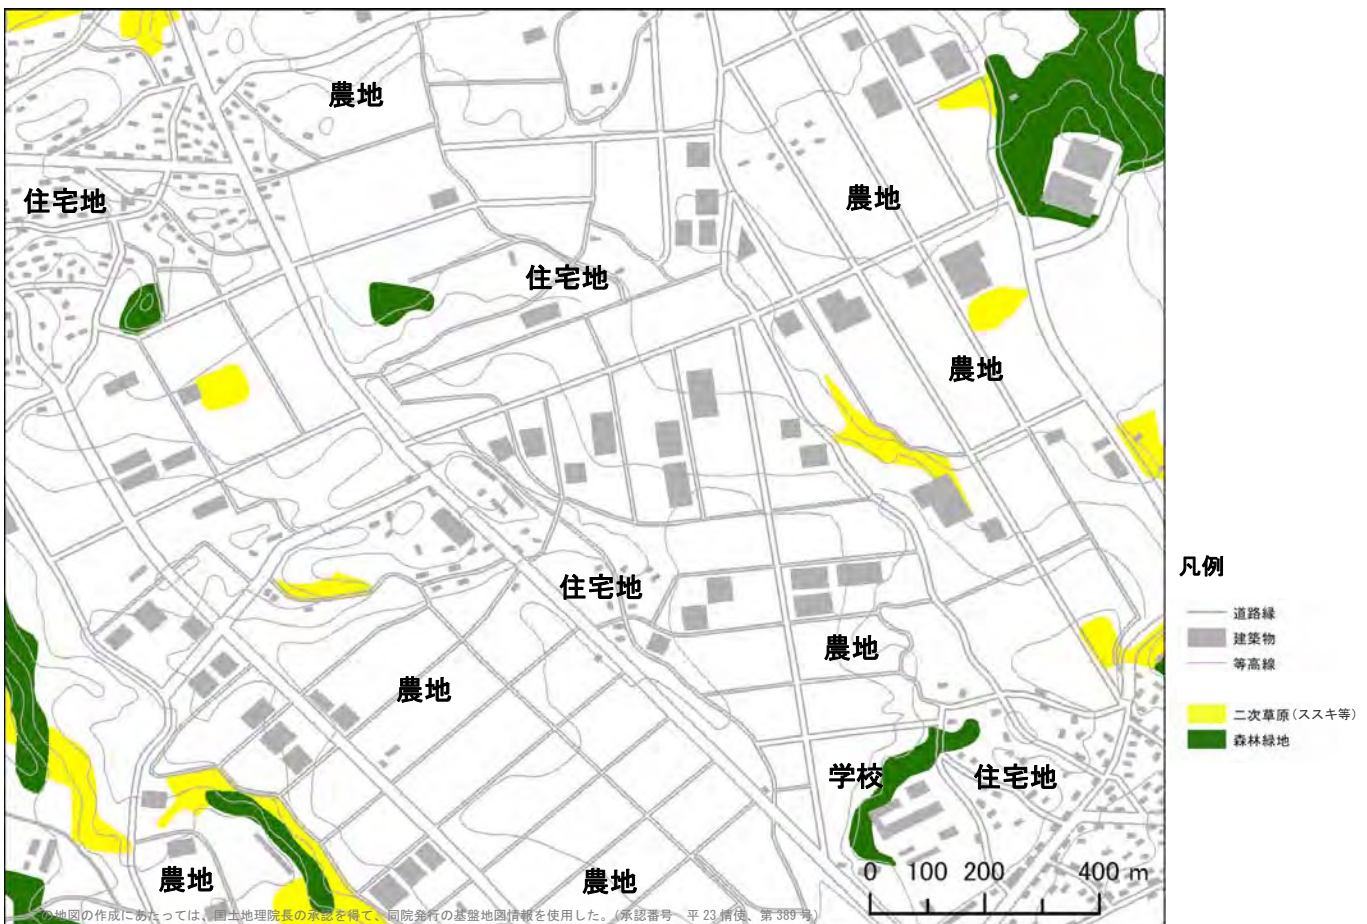 農地
農地
住宅地
住宅地
農地
住宅地
農地
農地
学校
住宅地
農地
農地
0 100 200 400 m
この地図の作成にあたっては、国土地理院長の承認を得て、同院発行の基盤地図情報を使用した。(承認番号 平 23 情使、第 389 号)
凡例
道路縁
建築物
等高線
二次草原(ススキ等)
森林緑地